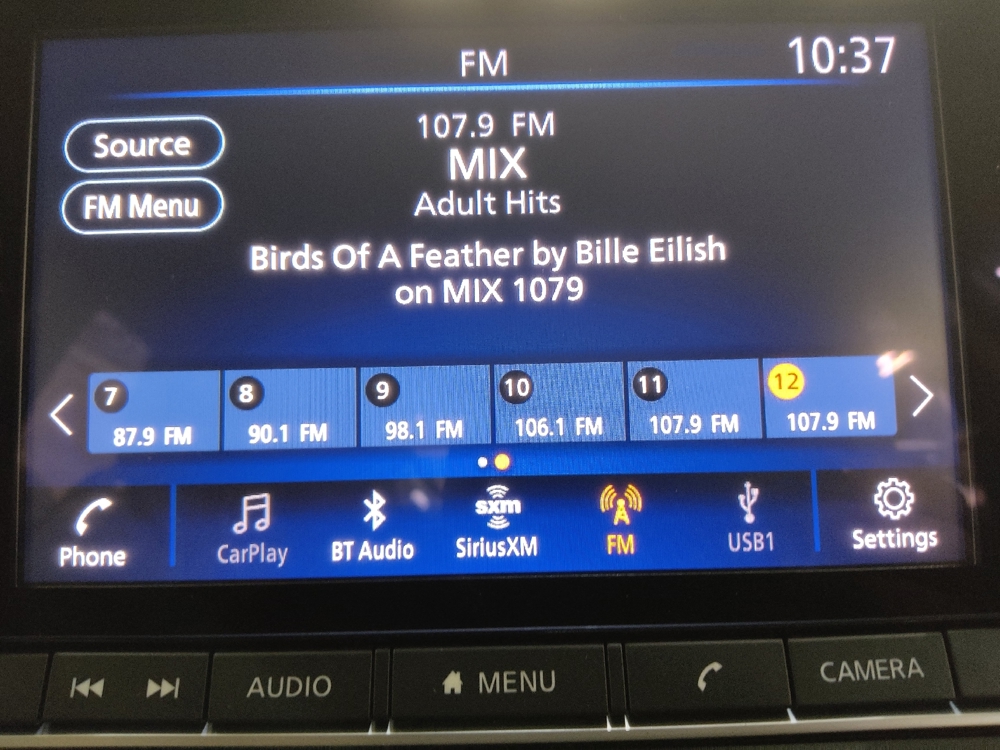 FM
10:37
Source
FM Menu
107.9 FM
MIX
Adult Hits
Birds Of A Feather by Bille Eilish
on MIX 1079
7
8
9
10
11
12
87.9 FM
90.1 FM
98.1 FM
106.1 FM
107.9 FM
107.9 FM
sxm
Phone
CarPlay
BT Audio
SiriusXM
FM
USB1
Settings
AUDIO
MENU
CAMERA